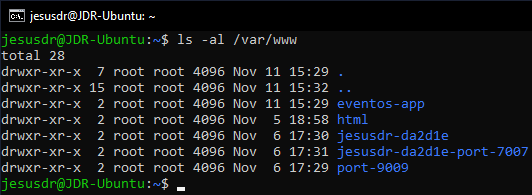 jesusdr@JDR-Ubuntu: ~
jesusdr@JDR-Ubuntu:~$ ls -al /var/www
total 28
drwxr-xr-x  7 root root 4096 Nov 11 15:29 .
drwxr-xr-x 15 root root 4096 Nov 11 15:32 ..
drwxr-xr-x  2 root root 4096 Nov 11 15:29 eventos-app
drwxr-xr-x  2 root root 4096 Nov  5 18:58 html
drwxr-xr-x  2 root root 4096 Nov  6 17:30 jesusdr-da2d1e
drwxr-xr-x  2 root root 4096 Nov  6 17:31 jesusdr-da2d1e-port-7007
drwxr-xr-x  2 root root 4096 Nov  6 17:29 port-9009
jesusdr@JDR-Ubuntu:~$